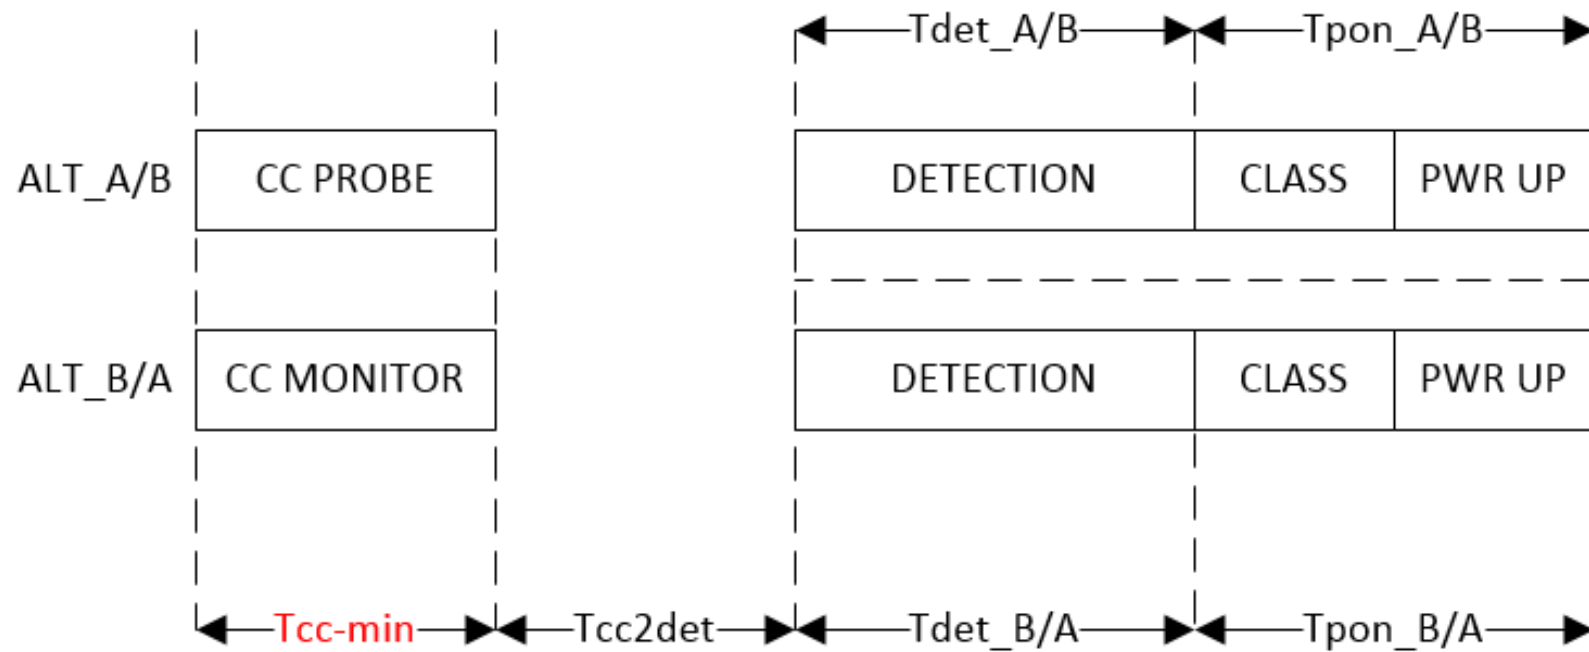 Tdet_A/B Tpon_A/B
ALT_A/B CC PROBE DETECTION CLASS PWR UP
ALT_B/A CC MONITOR DETECTION CLASS PWR UP
Tcc-min Tcc2det Tdet_B/A Tpon_B/A